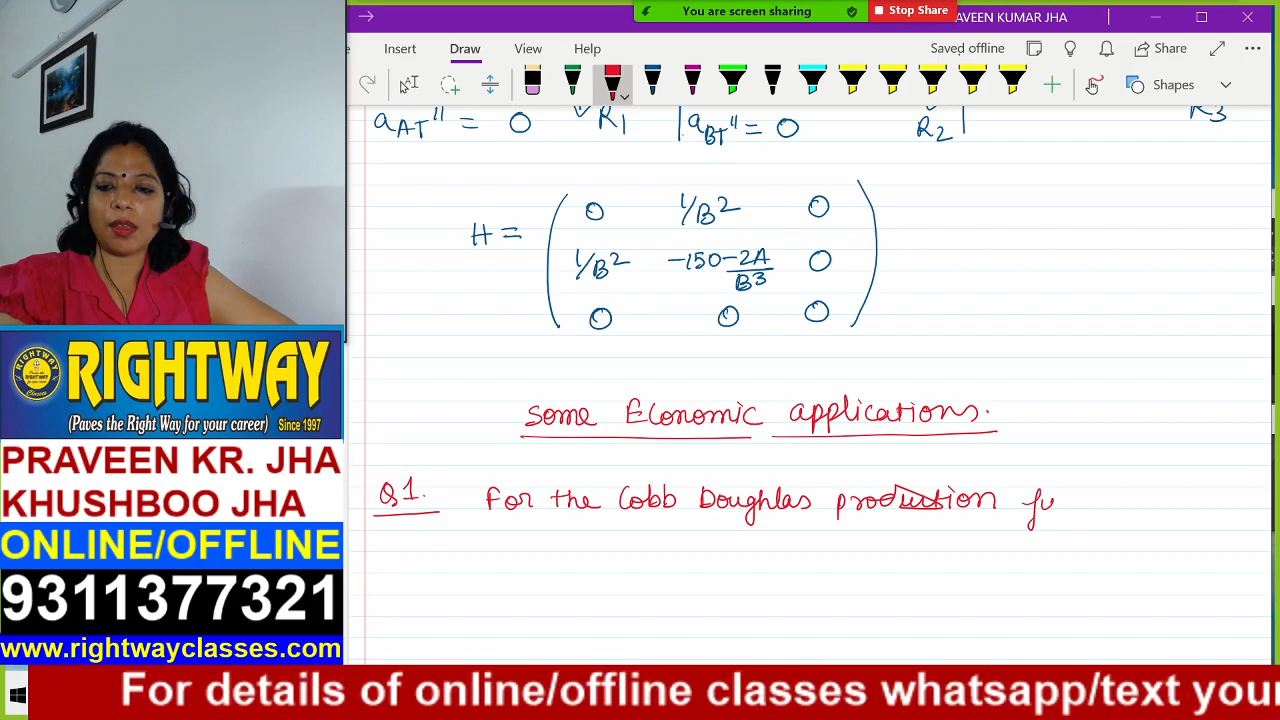 You are screen sharing Stop Share
AVEEN KUMAR JHA
Insert Draw View Help Saved offline Share
Shapes
a_AT'' = 0 R1 a_BT'' = 0 R2 R3
0 1/B² 0
H = 1/B² -150-2A/B³ 0
0 0 0
Some Economic applications.
Q1. For the Cobb Doughlas production fu
RIGHTWAY
RIGHTWAY
(Paves the Right Way for your career) Since 1997
PRAVEEN KR. JHA
KHUSHBOO JHA
ONLINE/OFFLINE
9311377321
www.rightwayclasses.com
For details of online/offline classes whatsapp/text your